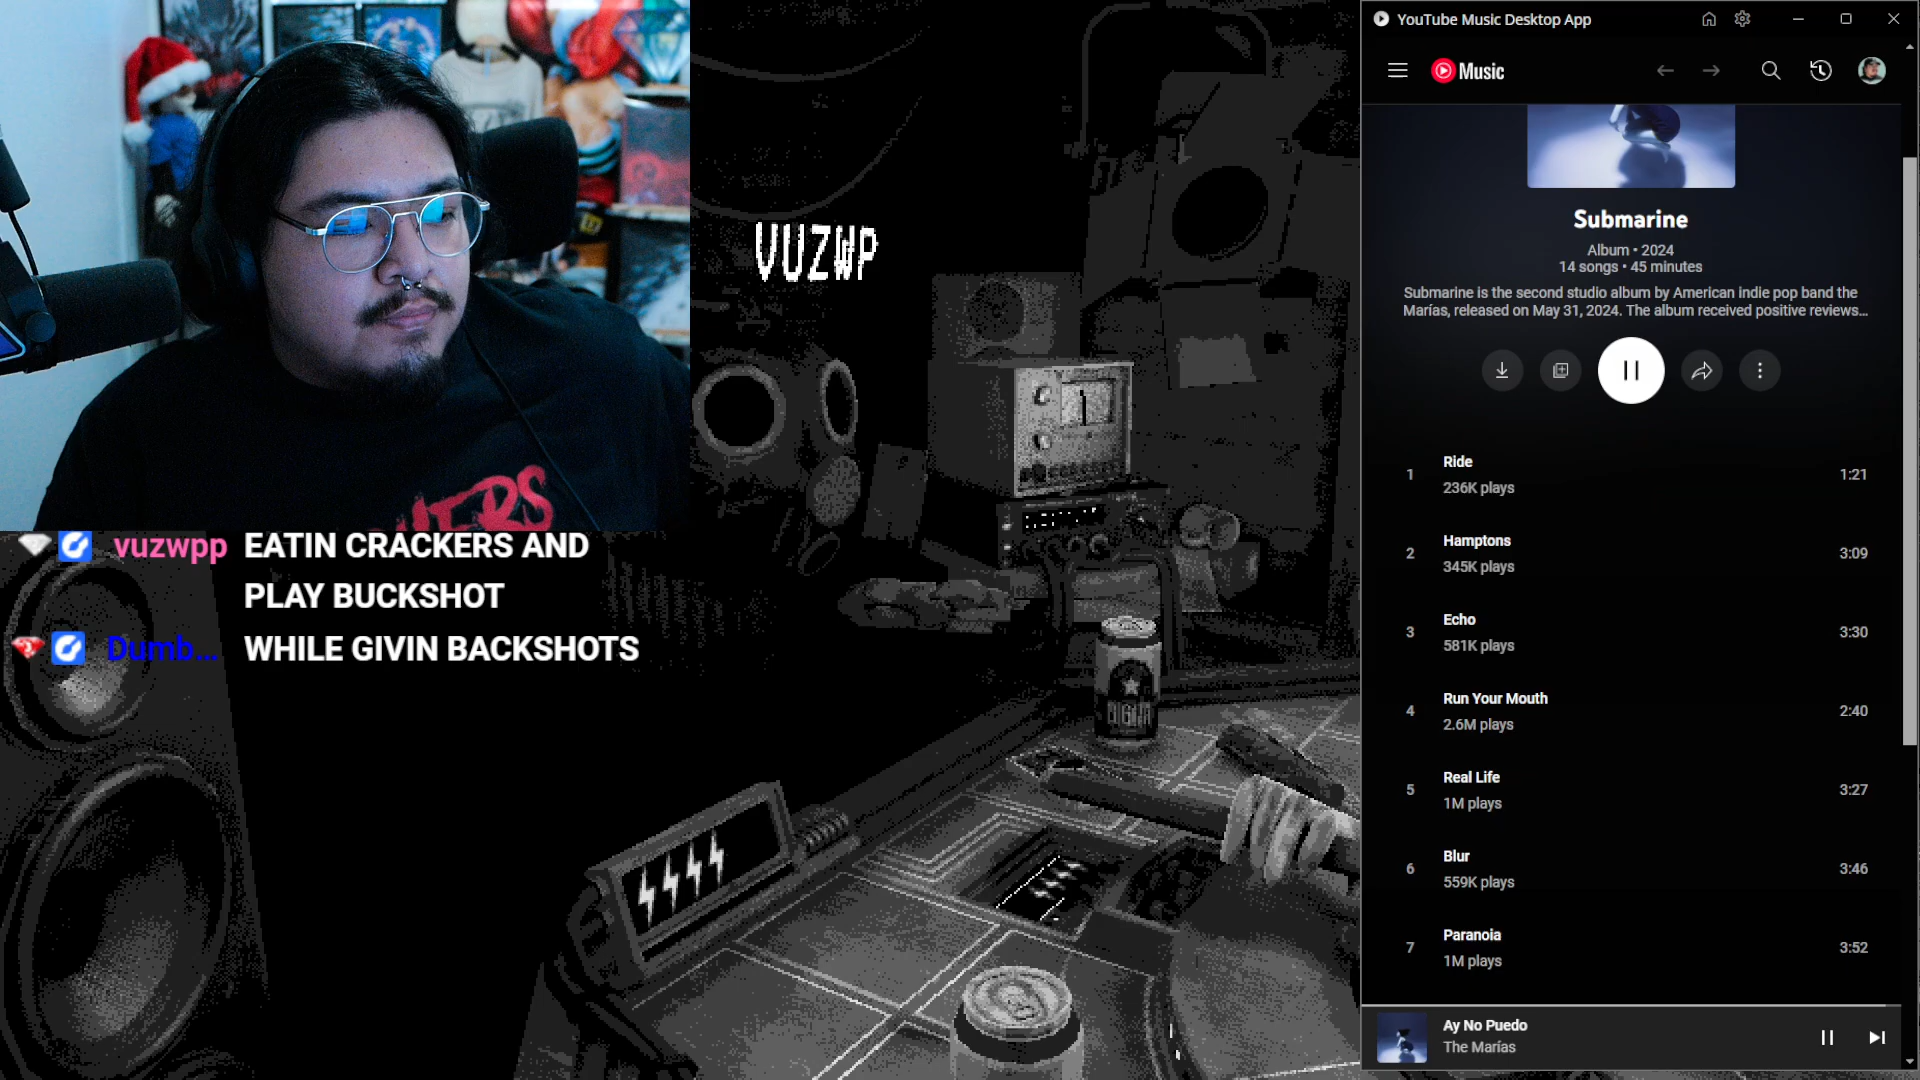 YouTube Music Desktop App
Music
Submarine
Album • 2024
14 songs • 45 minutes
Submarine is the second studio album by American indie pop band the
Marías, released on May 31, 2024. The album received positive reviews...
1 Ride 1:21
236K plays
2 Hamptons 3:09
345K plays
3 Echo 3:30
581K plays
4 Run Your Mouth 2:40
2.6M plays
5 Real Life 3:27
1M plays
6 Blur 3:46
559K plays
7 Paranoia 3:52
1M plays
Ay No Puedo
The Marías
VUZWP
vuzwpp EATIN CRACKERS AND
PLAY BUCKSHOT
Dumb... WHILE GIVIN BACKSHOTS